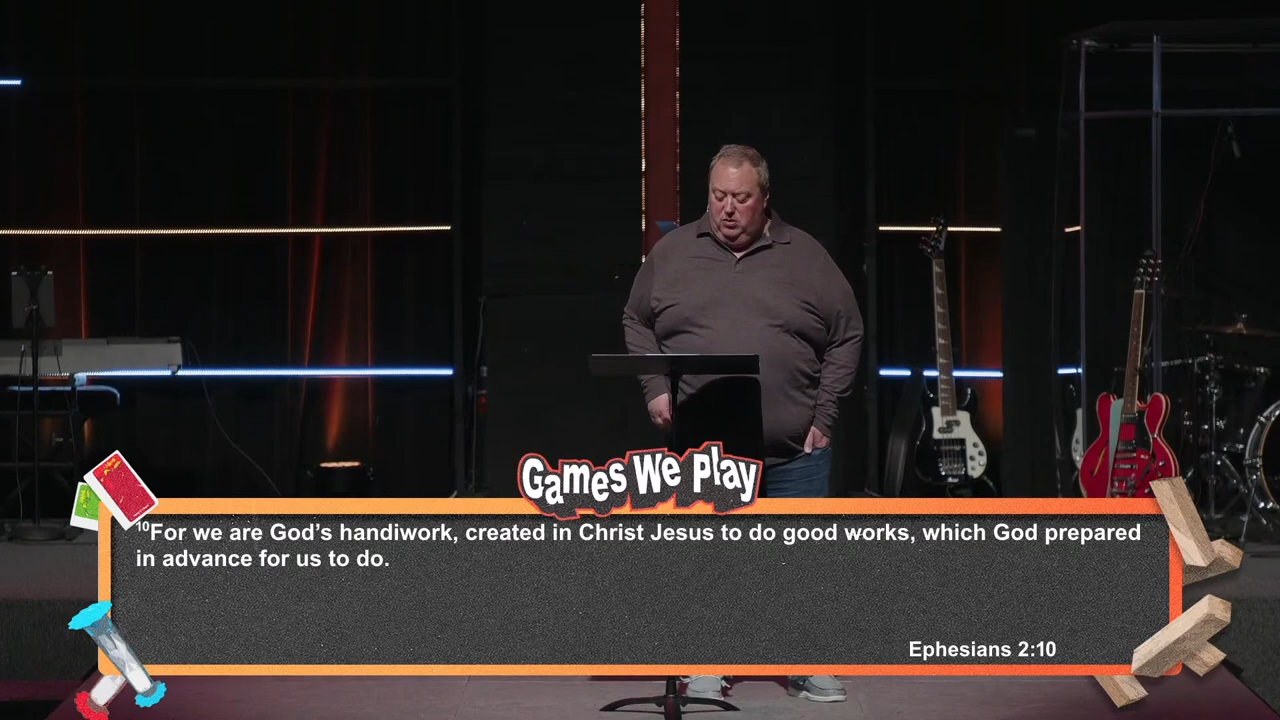 Games We Play
¹⁰For we are God’s handiwork, created in Christ Jesus to do good works, which God prepared
in advance for us to do.
Ephesians 2:10